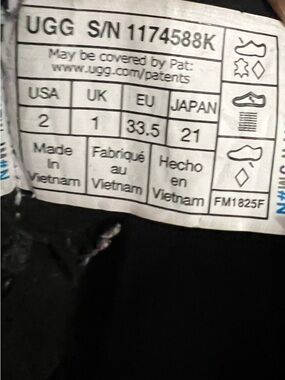 UGG S/N 1174588K
May be covered by Pat:
www.ugg.com/patents
USA UK EU JAPAN
2 1 33.5 21
Made in Vietnam
Fabriqué au Vietnam
Hecho en Vietnam
FM1825F